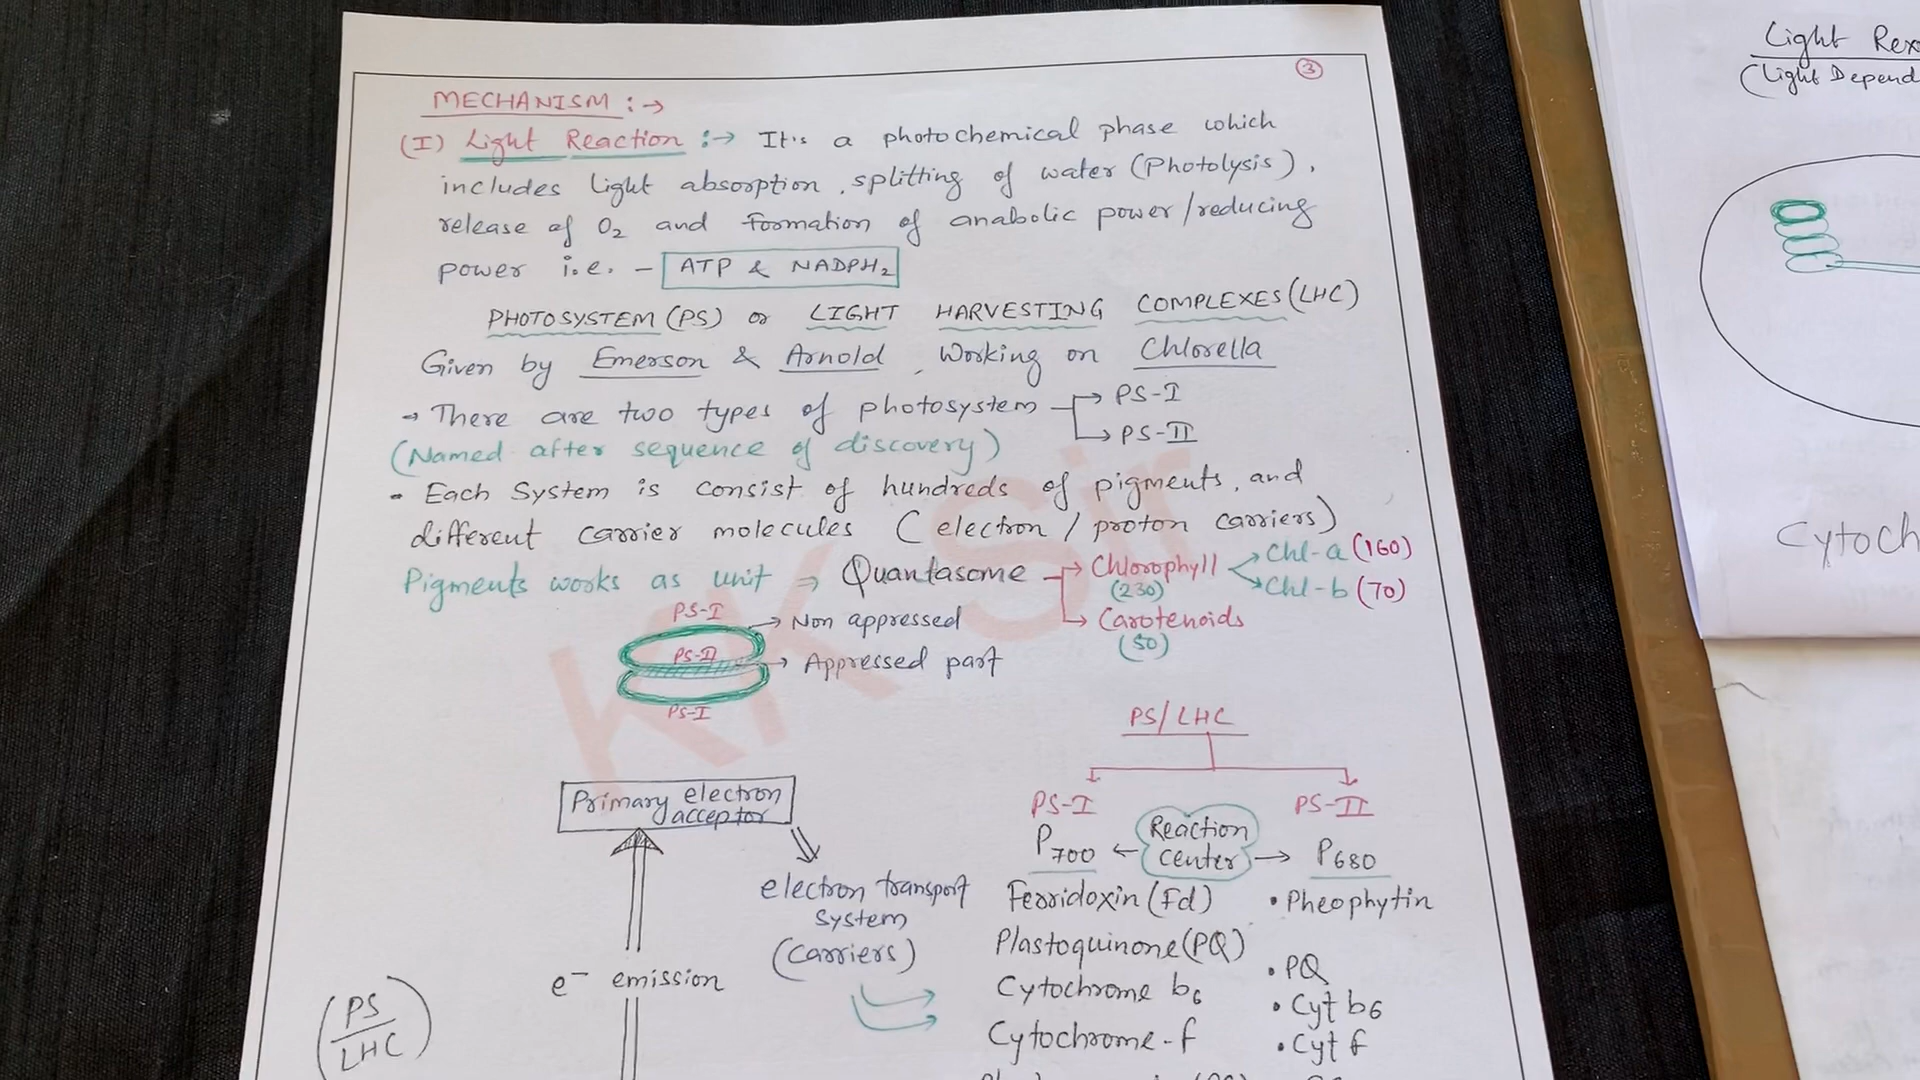 3
MECHANISM :→
(I) Light Reaction :→ It's a photochemical phase which
includes light absorption, splitting of water (Photolysis),
release of O₂ and formation of anabolic power/reducing
power i.e. - ATP & NADPH₂
PHOTOSYSTEM (PS) or LIGHT HARVESTING COMPLEXES (LHC)
Given by Emerson & Arnold, Working on Chlorella
→ There are two types of photosystem → PS-I
→ PS-II
(Named after sequence of discovery)
- Each System is consist of hundreds of pigments, and
different carrier molecules (electron / proton carriers)
Pigments works as unit ⇒ Quantasome → Chlorophyll → Chl-a (160)
(230) → Chl-b (70)
→ Carotenoids
(50)
PS-I
→ Non appressed
PS-II → Appressed part
PS-I
KK Sir
PS/LHC
PS-I PS-II
P700 ← Reaction center → P680
Primary electron
acceptor
electron transport
system
(carriers)
e⁻ emission
(PS
LHC)
Ferridoxin (Fd) • Pheophytin
Plastoquinone (PQ) • PQ
Cytochrome b6 • Cyt b6
Cytochrome-f • Cyt f
Light Rex
(Light Depend
Cytoch